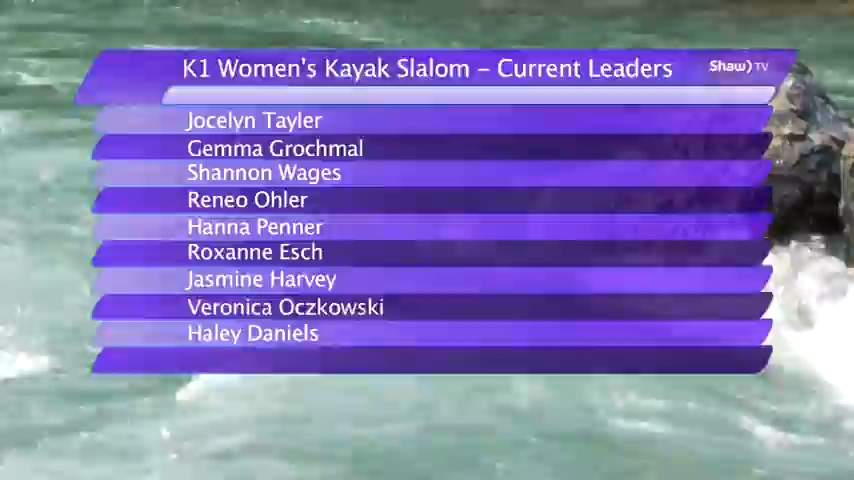 K1 Women's Kayak Slalom – Current Leaders
Shaw) TV
Jocelyn Tayler
Gemma Grochmal
Shannon Wages
Reneo Ohler
Hanna Penner
Roxanne Esch
Jasmine Harvey
Veronica Oczkowski
Haley Daniels